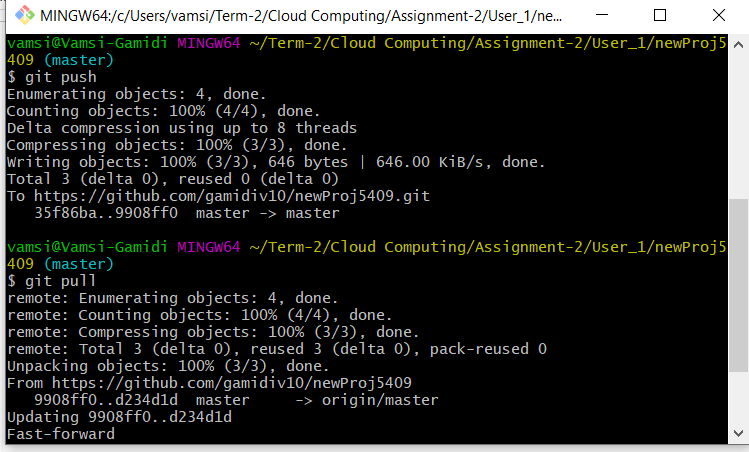 MINGW64:/c/Users/vamsi/Term-2/Cloud Computing/Assignment-2/User_1/ne...
vamsi@Vamsi-Gamidi MINGW64 ~/Term-2/Cloud Computing/Assignment-2/User_1/newProj5
409 (master)
$ git push
Enumerating objects: 4, done.
Counting objects: 100% (4/4), done.
Delta compression using up to 8 threads
Compressing objects: 100% (3/3), done.
Writing objects: 100% (3/3), 646 bytes | 646.00 KiB/s, done.
Total 3 (delta 0), reused 0 (delta 0)
To https://github.com/gamidiv10/newProj5409.git
   35f86ba..9908ff0  master -> master
vamsi@Vamsi-Gamidi MINGW64 ~/Term-2/Cloud Computing/Assignment-2/User_1/newProj5
409 (master)
$ git pull
remote: Enumerating objects: 4, done.
remote: Counting objects: 100% (4/4), done.
remote: Compressing objects: 100% (3/3), done.
remote: Total 3 (delta 0), reused 3 (delta 0), pack-reused 0
Unpacking objects: 100% (3/3), done.
From https://github.com/gamidiv10/newProj5409
   9908ff0..d234d1d  master     -> origin/master
Updating 9908ff0..d234d1d
Fast-forward